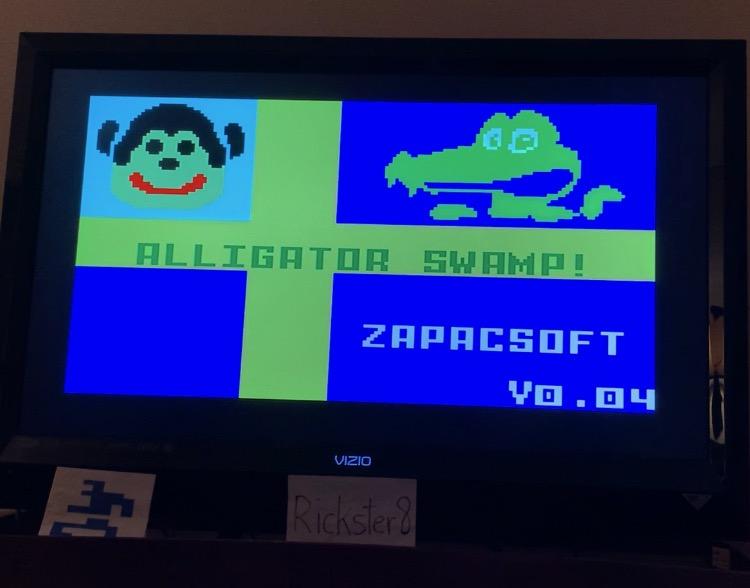 ALLIGATOR SWAMP!
ZAPACSOFT
V0.04
VIZIO
Rickster8